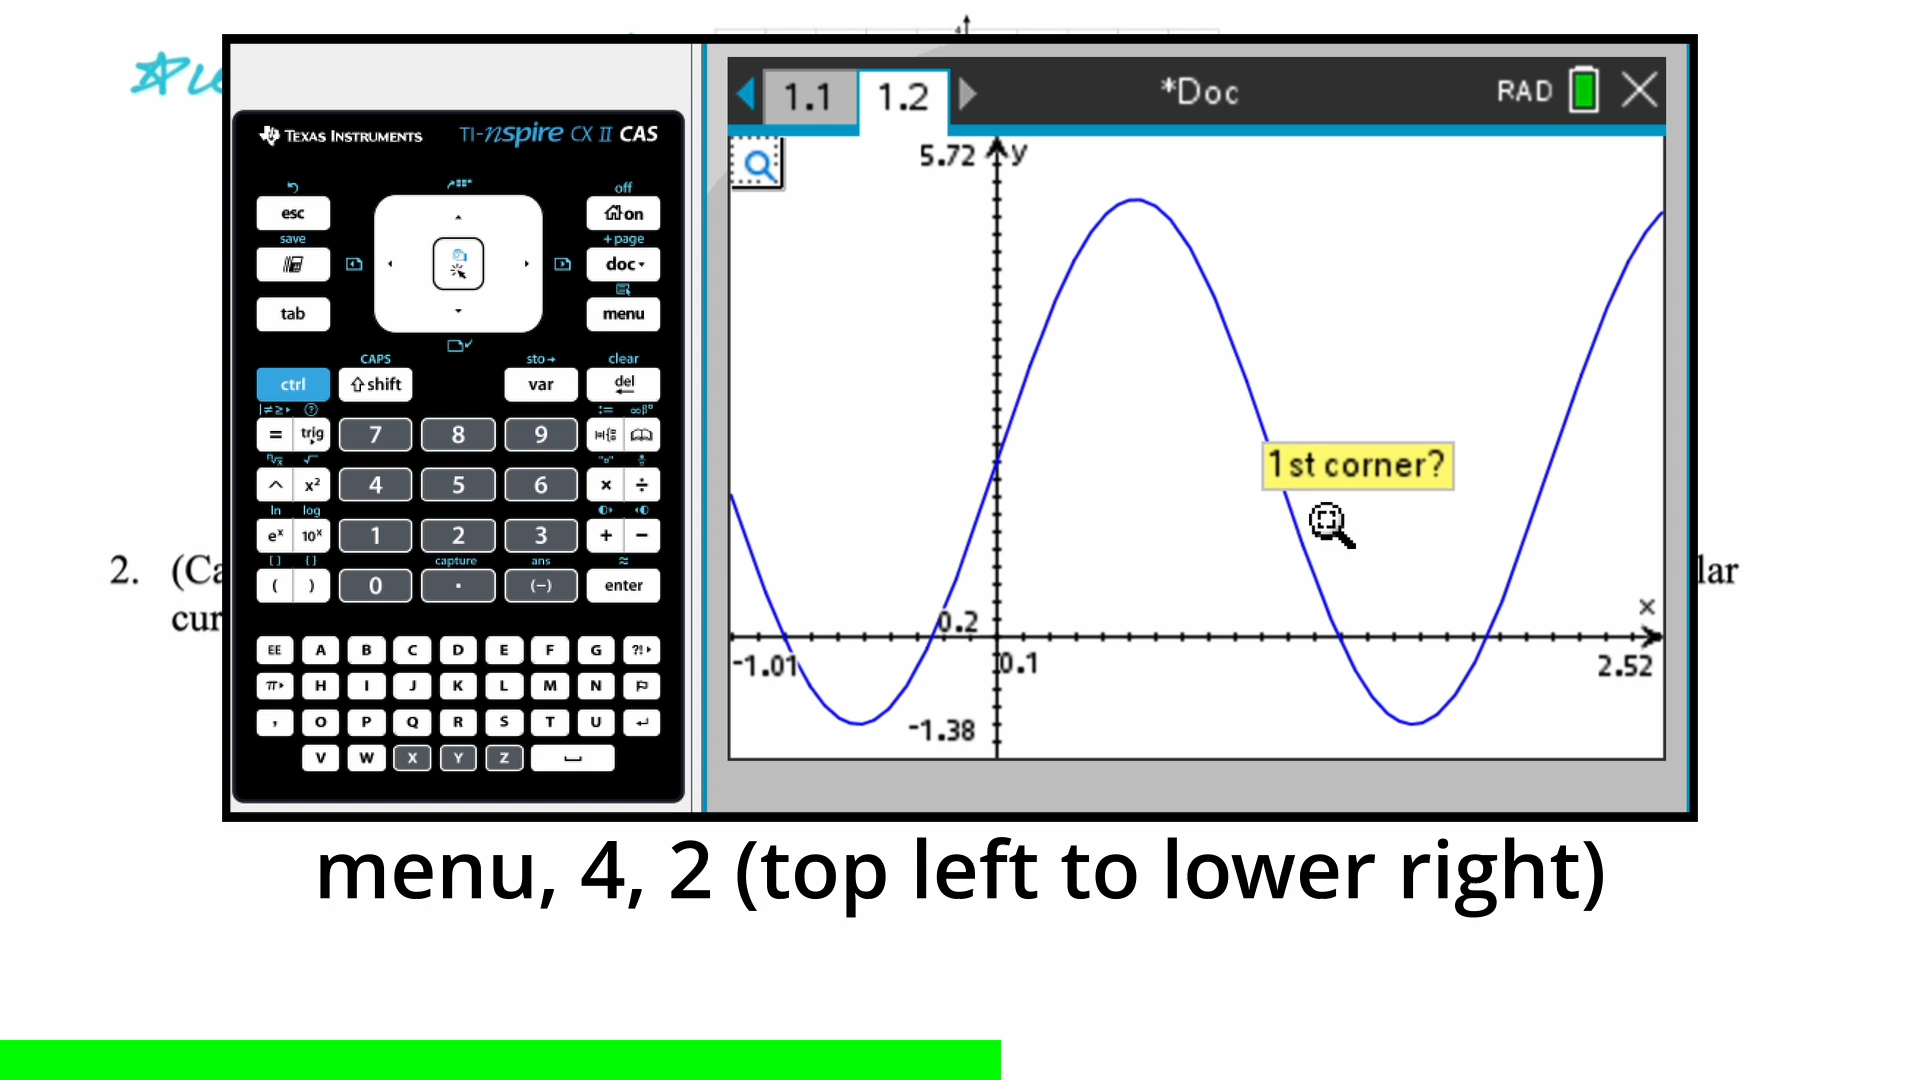 1.1 1.2 *Doc RAD
TEXAS INSTRUMENTS TI-nspire CX II CAS
off
esc on
save + page
doc
tab menu
CAPS sto→ clear
ctrl shift var del
= trig 7 8 9
^ x² 4 5 6 × ÷
ln log
eˣ 10ˣ 1 2 3 + −
[ ] { } capture ans ≈
( ) 0 . (−) enter
EE A B C D E F G ?!▸
π▸ H I J K L M N
, O P Q R S T U ↵
V W X Y Z
5.72 y
1st corner?
0.2 x
-1.01 0.1 2.52
-1.38
2. (Ca
lar
cur
menu, 4, 2 (top left to lower right)